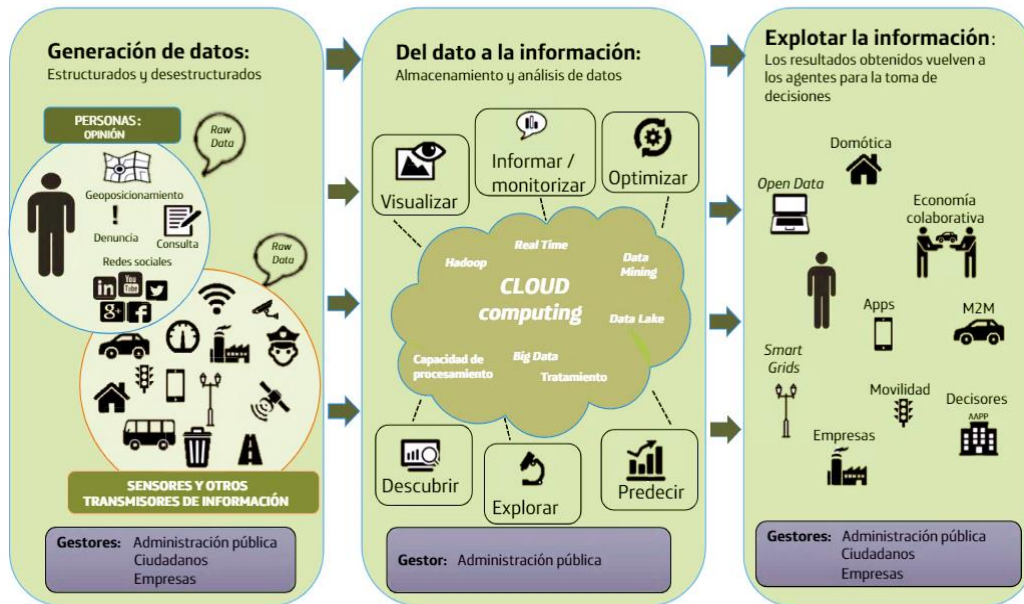 Generación de datos:
Estructurados y desestructurados
PERSONAS:
OPINIÓN
Raw
Data
Geoposicionamiento
!
Denuncia
Consulta
Redes sociales
in
You
Tube
g+
f
Raw
Data
SENSORES Y OTROS
TRANSMISORES DE INFORMACIÓN
Gestores: Administración pública
Ciudadanos
Empresas
Del dato a la información:
Almacenamiento y análisis de datos
Visualizar
Informar /
monitorizar
Optimizar
Real Time
Hadoop
Data
Mining
CLOUD
computing
Data Lake
Capacidad de
procesamiento
Big Data
Tratamiento
Descubrir
Explorar
Predecir
Gestor: Administración pública
Explotar la información:
Los resultados obtenidos vuelven a
los agentes para la toma de
decisiones
Domótica
Open Data
Economía
colaborativa
Apps
M2M
Smart
Grids
Movilidad
Decisores
AAPP
Empresas
Gestores: Administración pública
Ciudadanos
Empresas